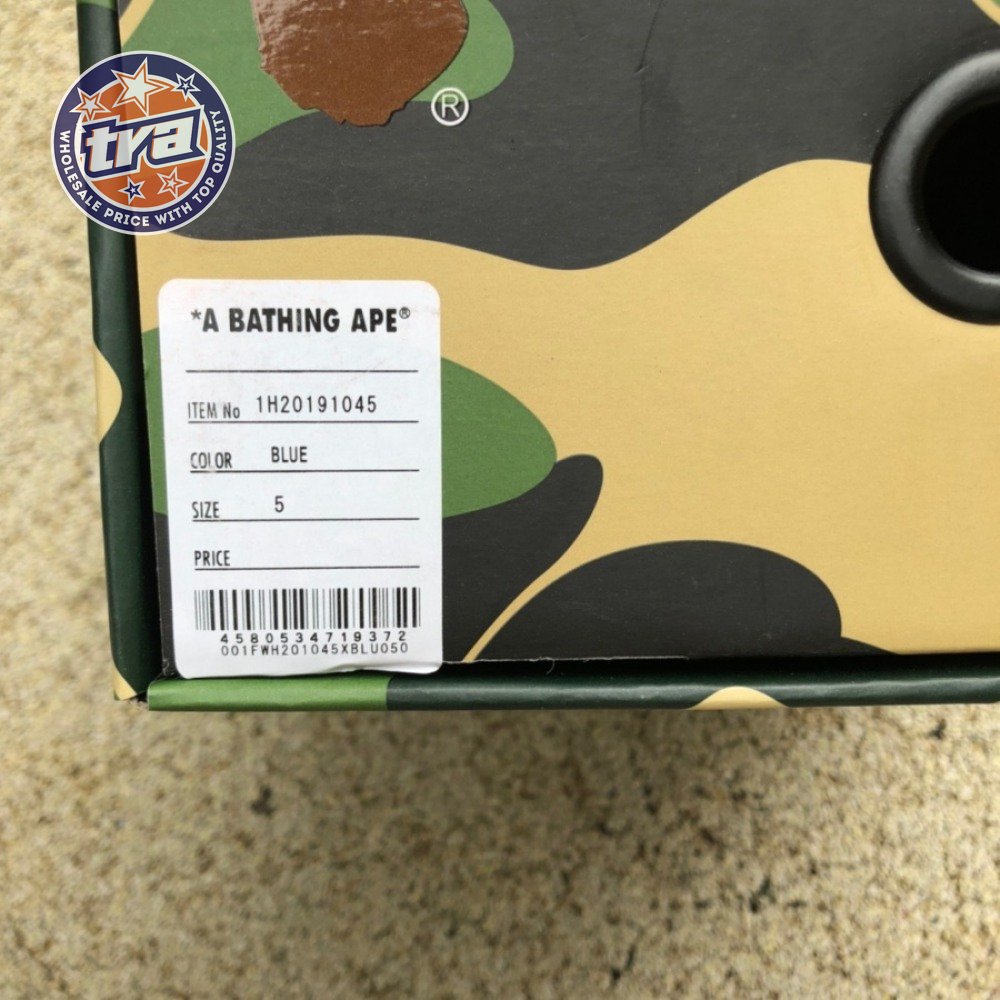 tra
WHOLESALE PRICE WITH TOP QUALITY
®
*A BATHING APE®
ITEM No 1H20191045
COLOR BLUE
SIZE 5
PRICE
4580534719372
001FWH201045XBLU050